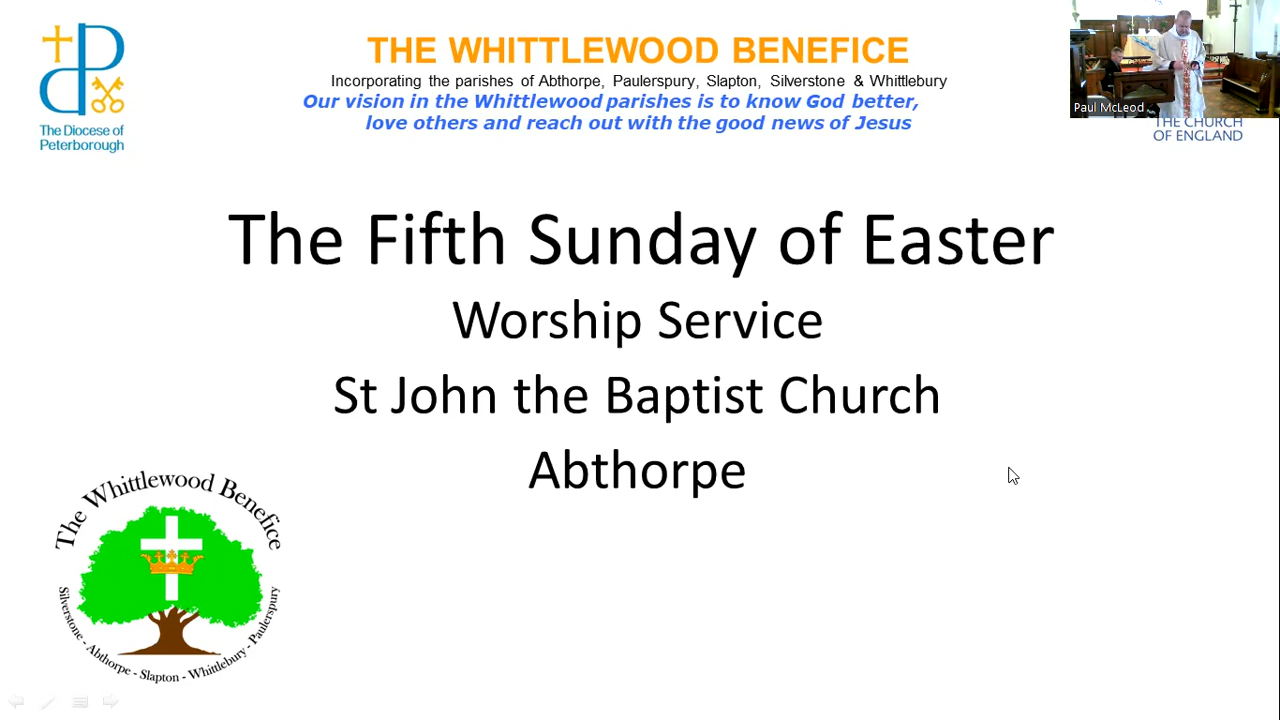 The Diocese of
Peterborough
THE WHITTLEWOOD BENEFICE
Incorporating the parishes of Abthorpe, Paulerspury, Slapton, Silverstone & Whittlebury
Our vision in the Whittlewood parishes is to know God better,
love others and reach out with the good news of Jesus
Paul McLeod
THE CHURCH
OF ENGLAND
The Fifth Sunday of Easter
Worship Service
St John the Baptist Church
Abthorpe
The Whittlewood Benefice
Silverstone - Abthorpe - Slapton - Whittlebury - Paulerspury